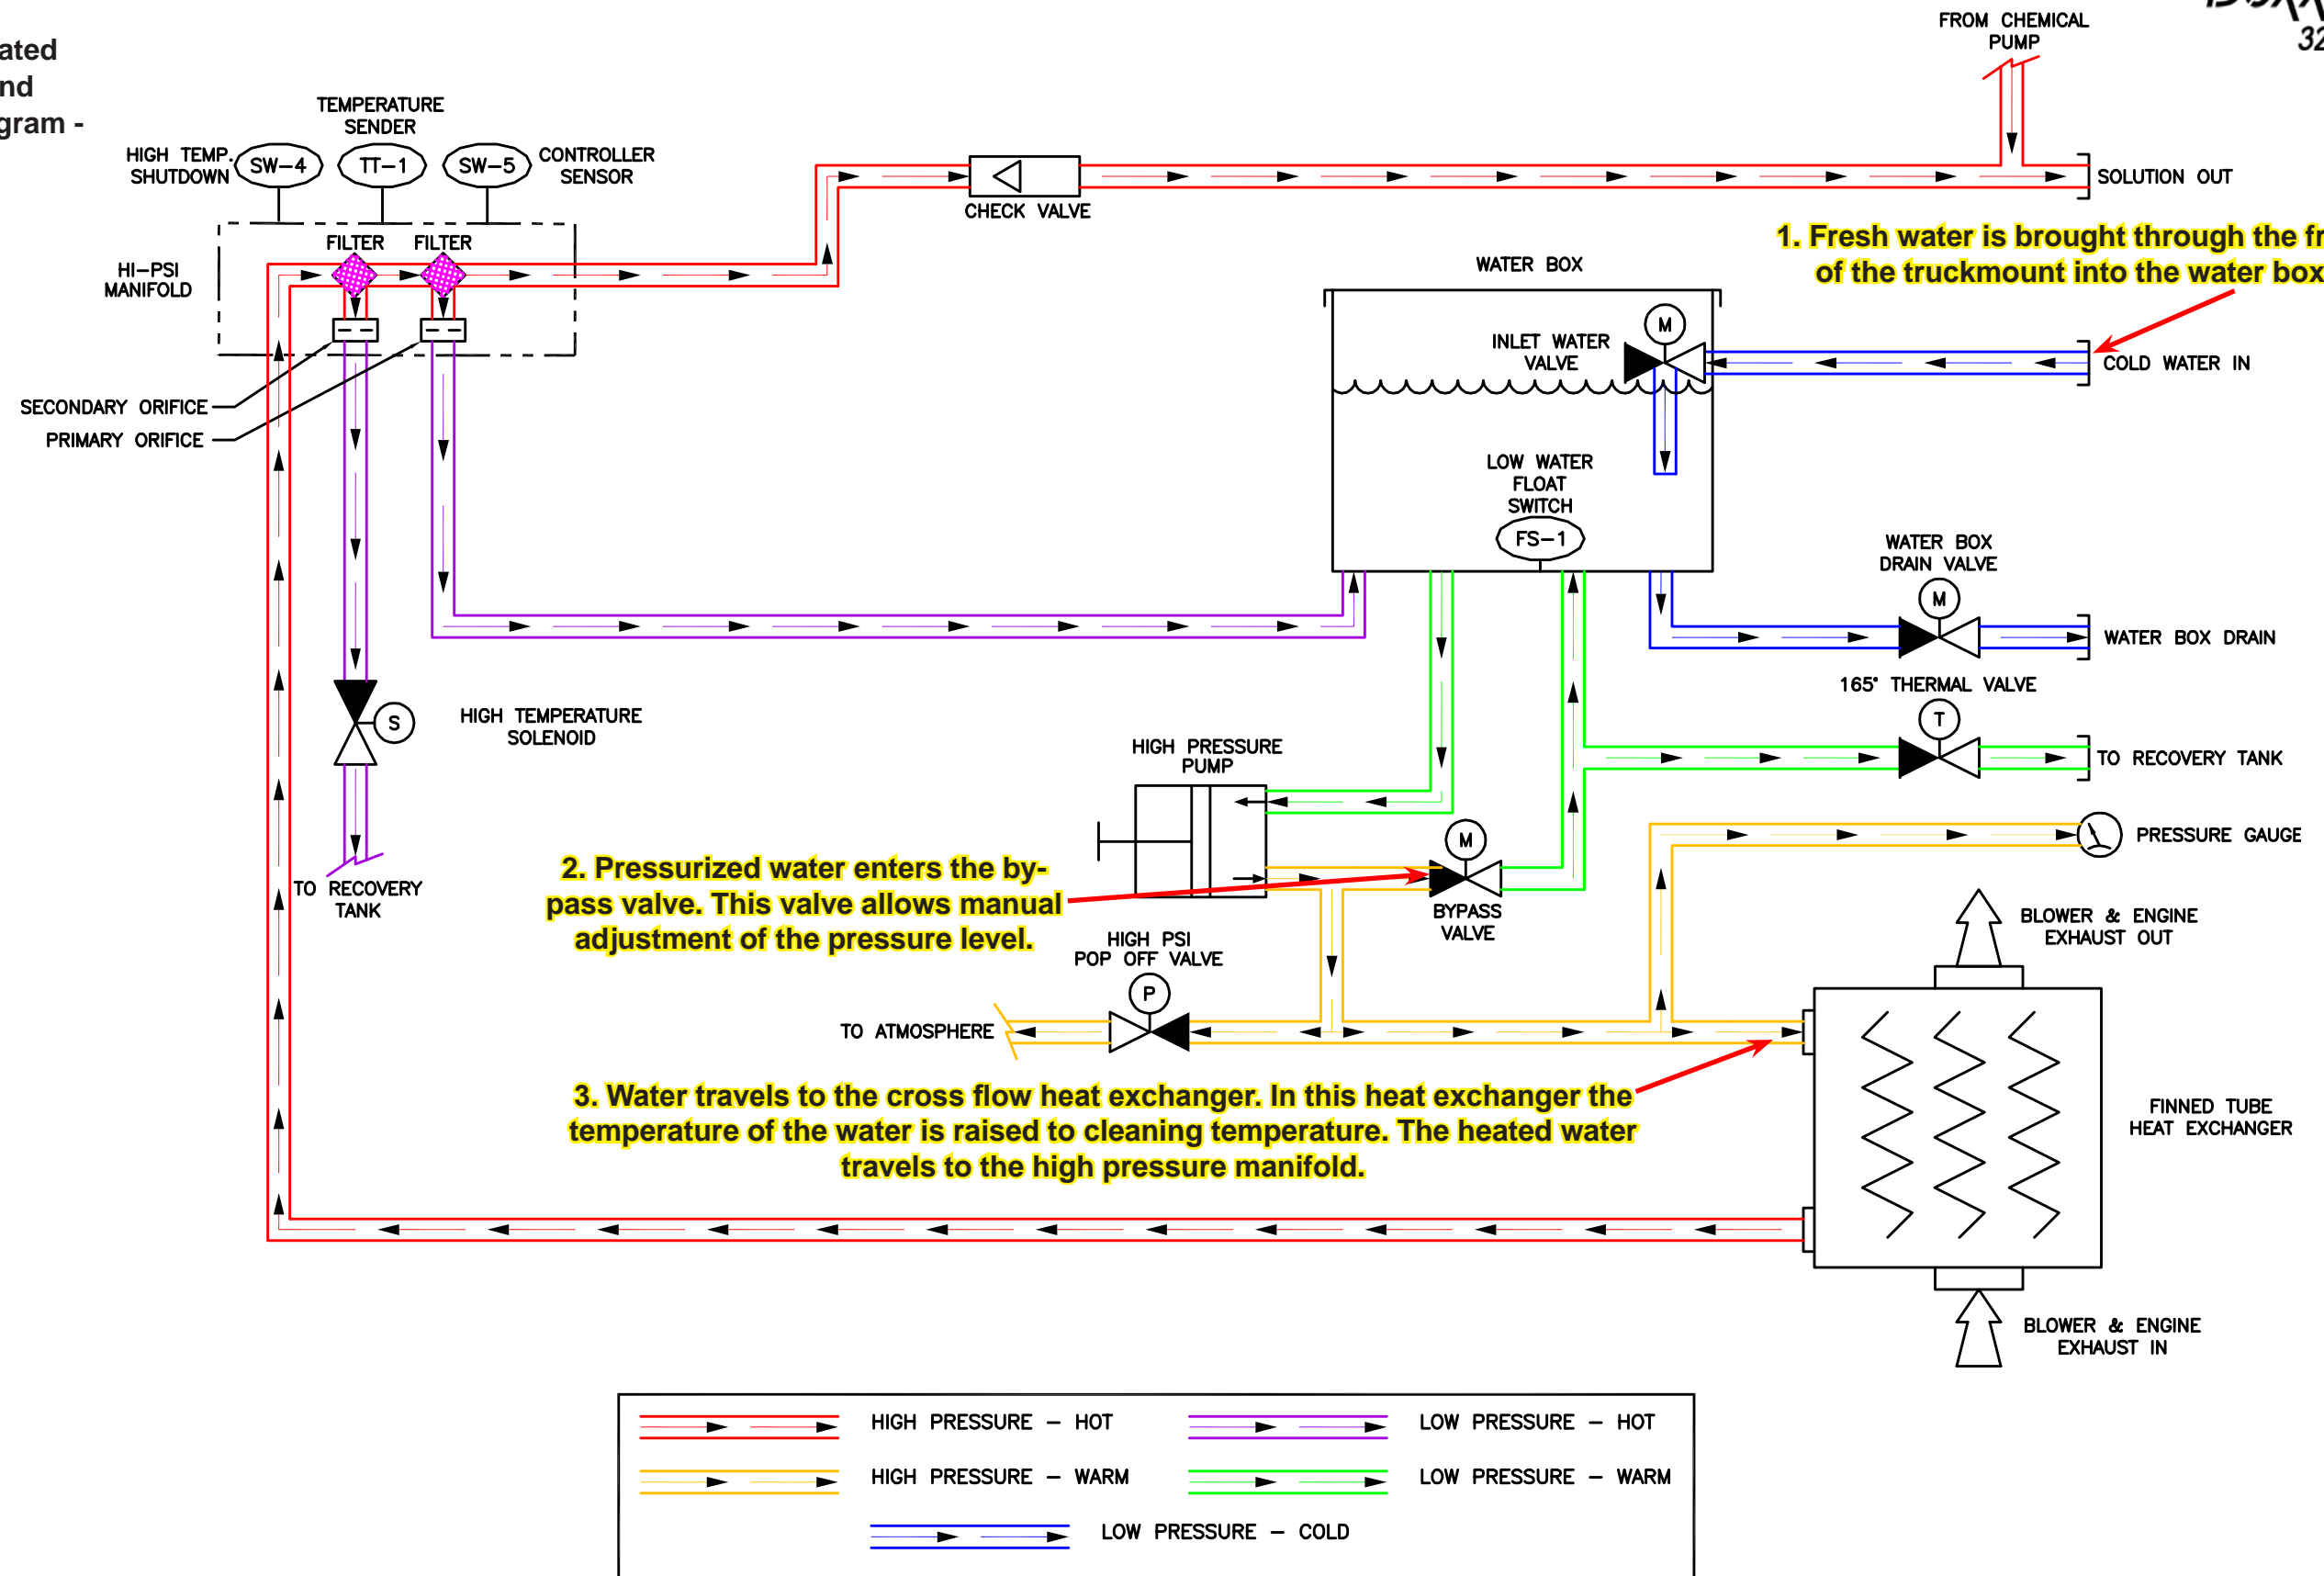 ated
nd
gram -
32
FROM CHEMICAL
PUMP
TEMPERATURE
SENDER
HIGH TEMP.
SHUTDOWN
SW-4
TT-1
SW-5
CONTROLLER
SENSOR
SOLUTION OUT
CHECK VALVE
FILTER
FILTER
HI-PSI
MANIFOLD
1. Fresh water is brought through the fr
of the truckmount into the water box
WATER BOX
M
INLET WATER
VALVE
COLD WATER IN
SECONDARY ORIFICE
PRIMARY ORIFICE
LOW WATER
FLOAT
SWITCH
FS-1
WATER BOX
DRAIN VALVE
M
WATER BOX DRAIN
165° THERMAL VALVE
T
TO RECOVERY TANK
HIGH TEMPERATURE
SOLENOID
S
HIGH PRESSURE
PUMP
M
PRESSURE GAUGE
2. Pressurized water enters the by-
pass valve. This valve allows manual
adjustment of the pressure level.
BYPASS
VALVE
TO RECOVERY
TANK
BLOWER & ENGINE
EXHAUST OUT
HIGH PSI
POP OFF VALVE
P
TO ATMOSPHERE
3. Water travels to the cross flow heat exchanger. In this heat exchanger the
temperature of the water is raised to cleaning temperature. The heated water
travels to the high pressure manifold.
FINNED TUBE
HEAT EXCHANGER
BLOWER & ENGINE
EXHAUST IN
HIGH PRESSURE - HOT
LOW PRESSURE - HOT
HIGH PRESSURE - WARM
LOW PRESSURE - WARM
LOW PRESSURE - COLD